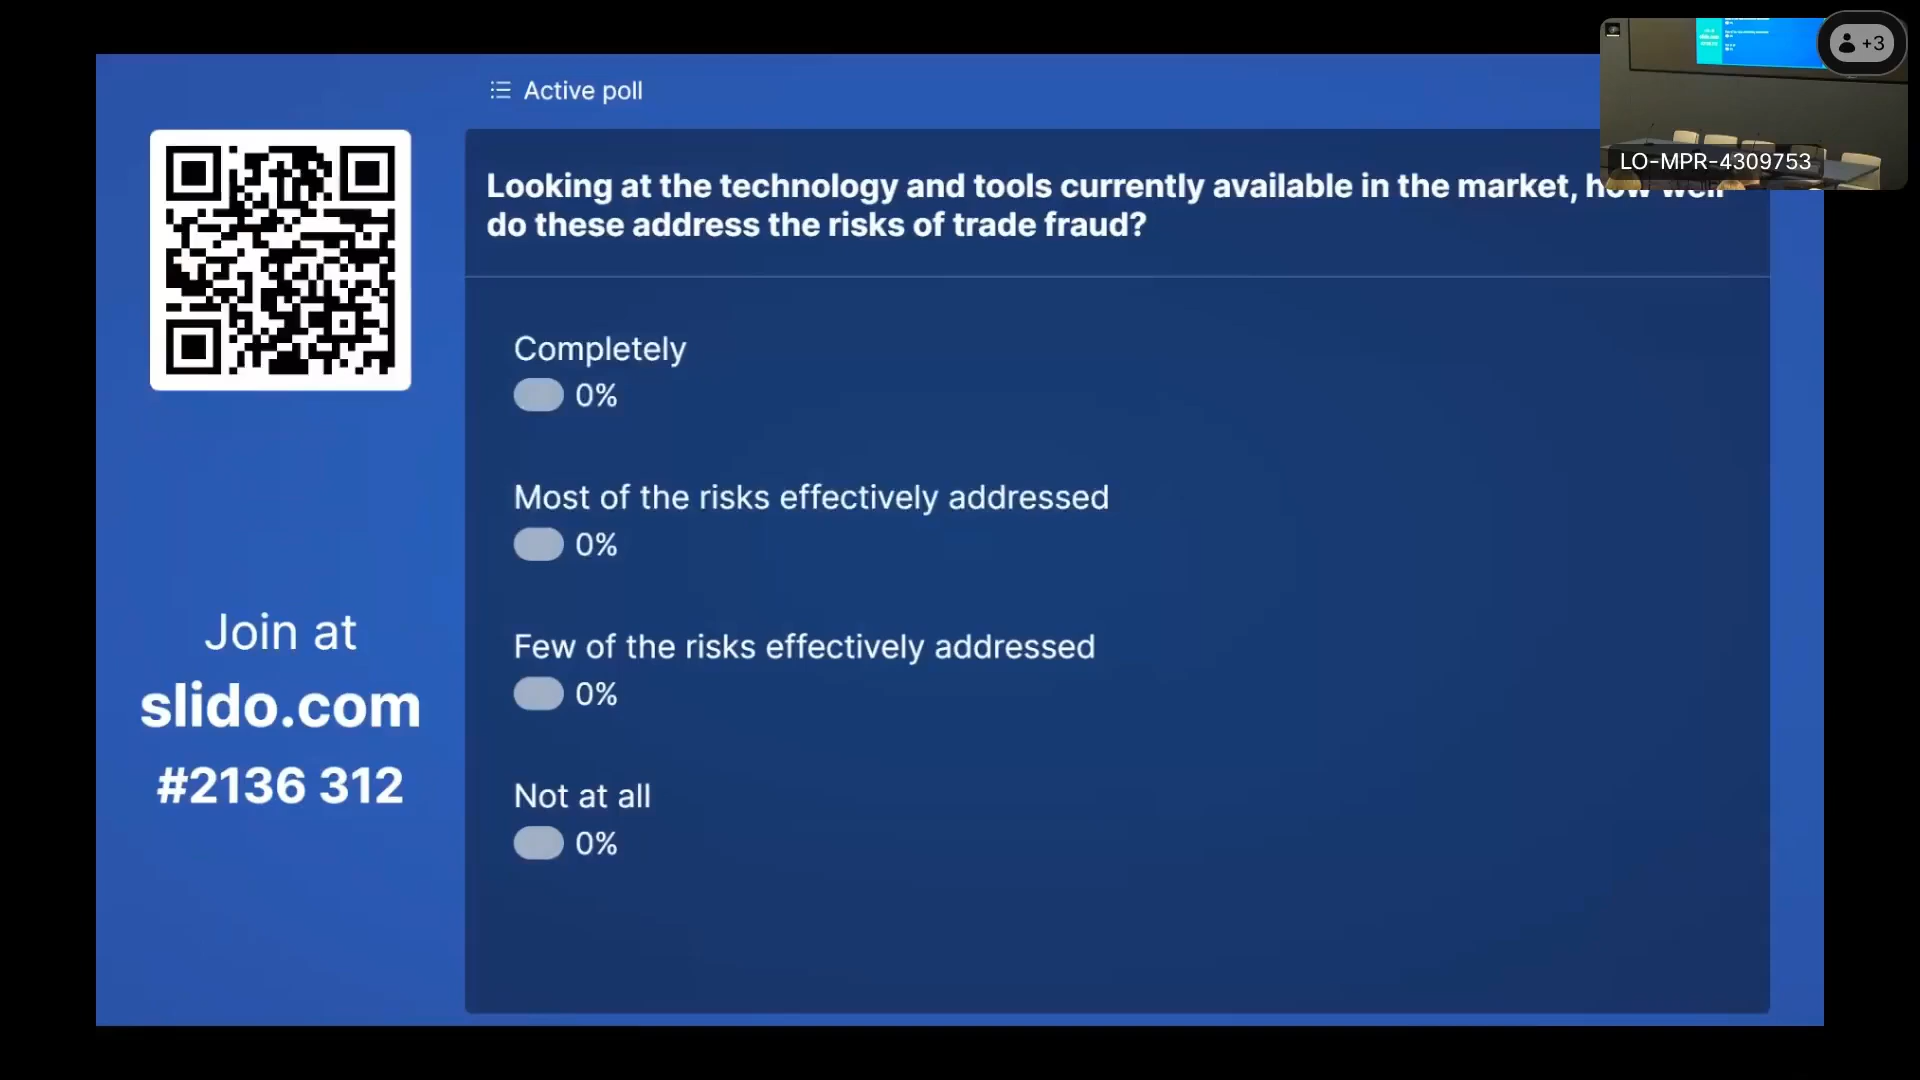 Active poll
+3
LO-MPR-4309753
Looking at the technology and tools currently available in the market, how well
do these address the risks of trade fraud?
Completely
0%
Most of the risks effectively addressed
0%
Few of the risks effectively addressed
0%
Not at all
0%
Join at
slido.com
#2136 312